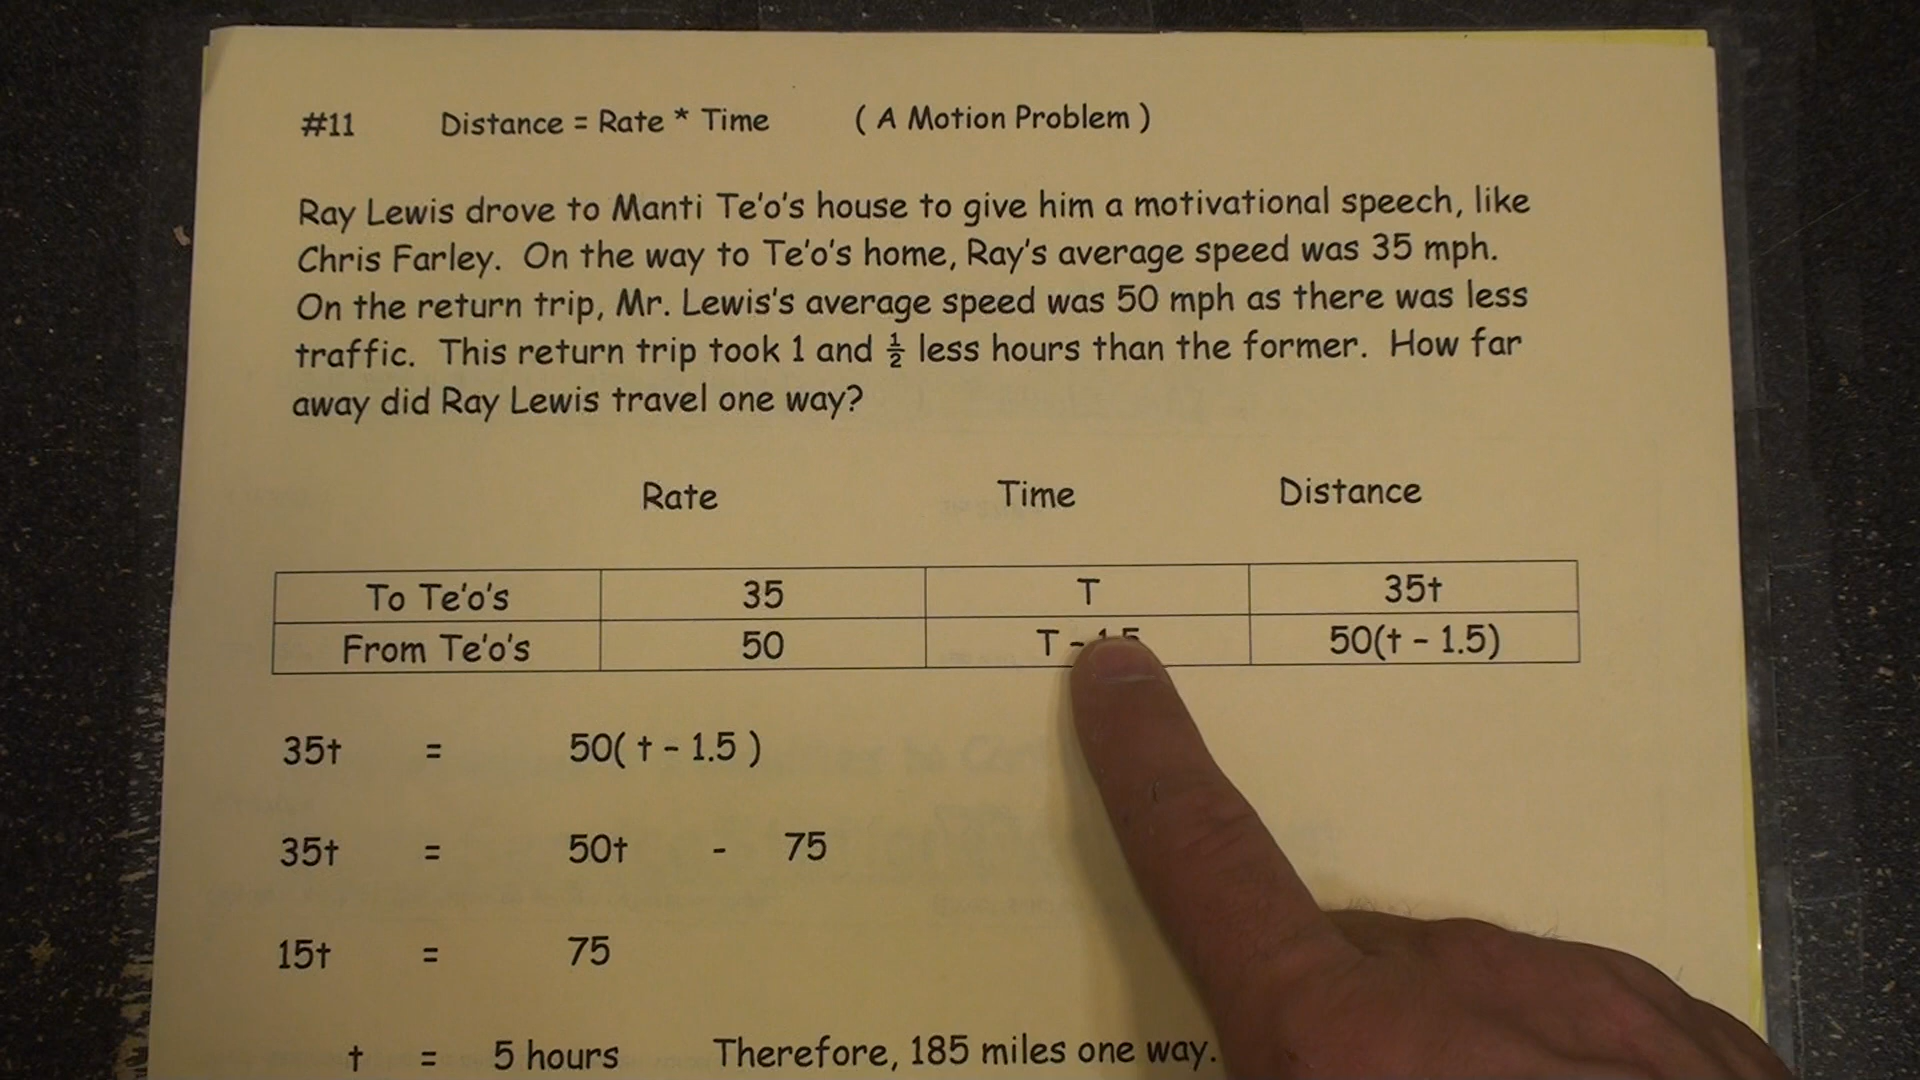 #11 Distance = Rate * Time ( A Motion Problem )
Ray Lewis drove to Manti Te'o's house to give him a motivational speech, like
Chris Farley. On the way to Te'o's home, Ray's average speed was 35 mph.
On the return trip, Mr. Lewis's average speed was 50 mph as there was less
traffic. This return trip took 1 and ½ less hours than the former. How far
away did Ray Lewis travel one way?
Rate Time Distance
To Te'o's 35 T 35t
From Te'o's 50 T - 1.5 50(t - 1.5)
35t = 50( t - 1.5 )
35t = 50t - 75
15t = 75
t = 5 hours Therefore, 185 miles one way.